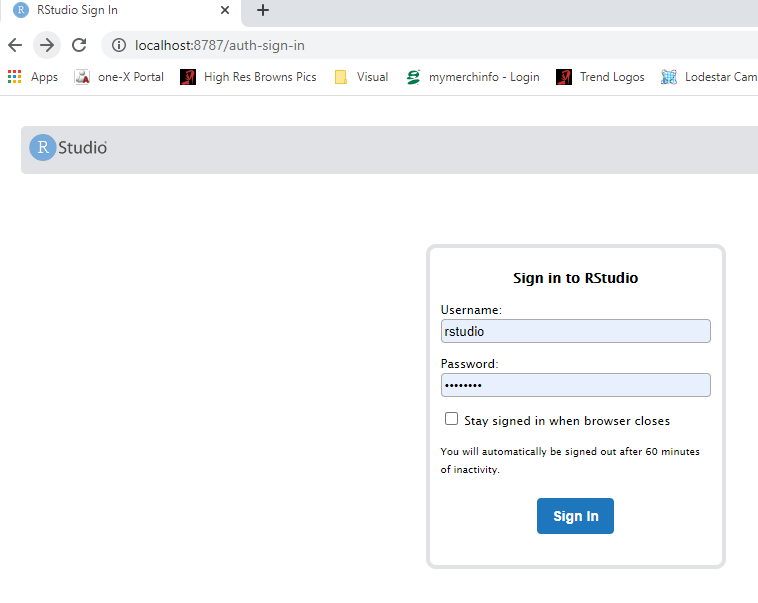 R RStudio Sign In
localhost:8787/auth-sign-in
Apps one-X Portal High Res Browns Pics Visual mymerchinfo - Login Trend Logos Lodestar Cam
R Studio
Sign in to RStudio
Username:
rstudio
Password:
••••••••
Stay signed in when browser closes
You will automatically be signed out after 60 minutes
of inactivity.
Sign In